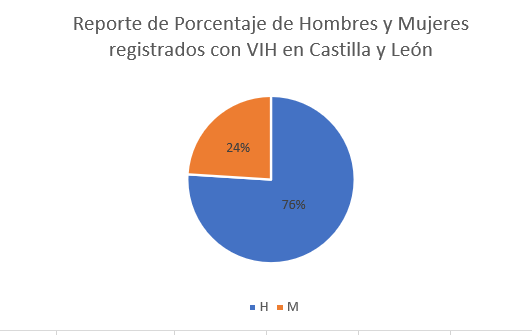 Reporte de Porcentaje de Hombres y Mujeres
registrados con VIH en Castilla y León
24%
76%
H M